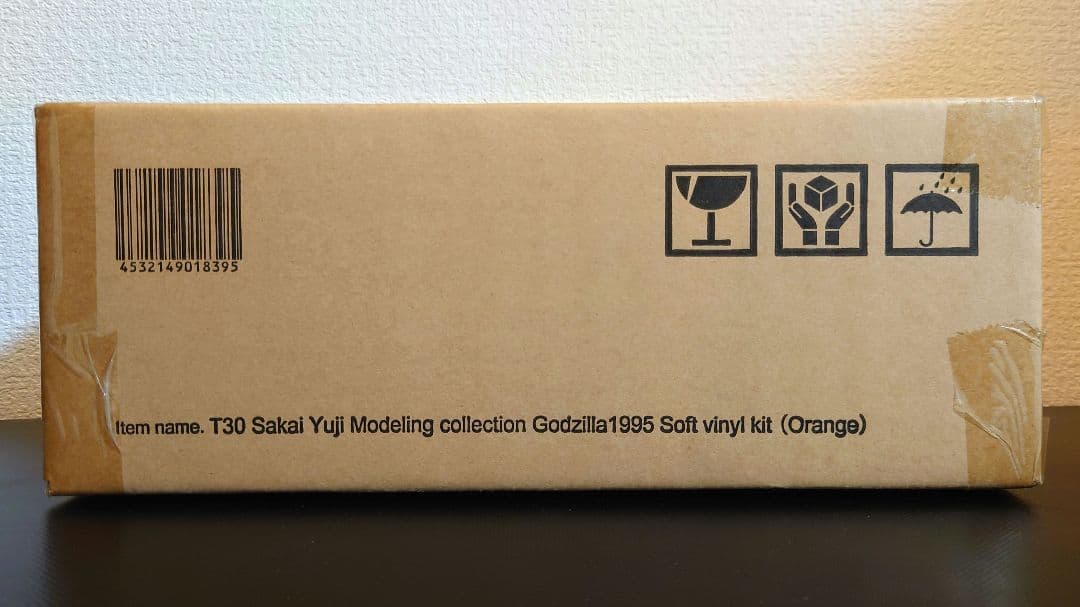 4532149018395
Item name. T30 Sakai Yuji Modeling collection Godzilla1995 Soft vinyl kit (Orange)